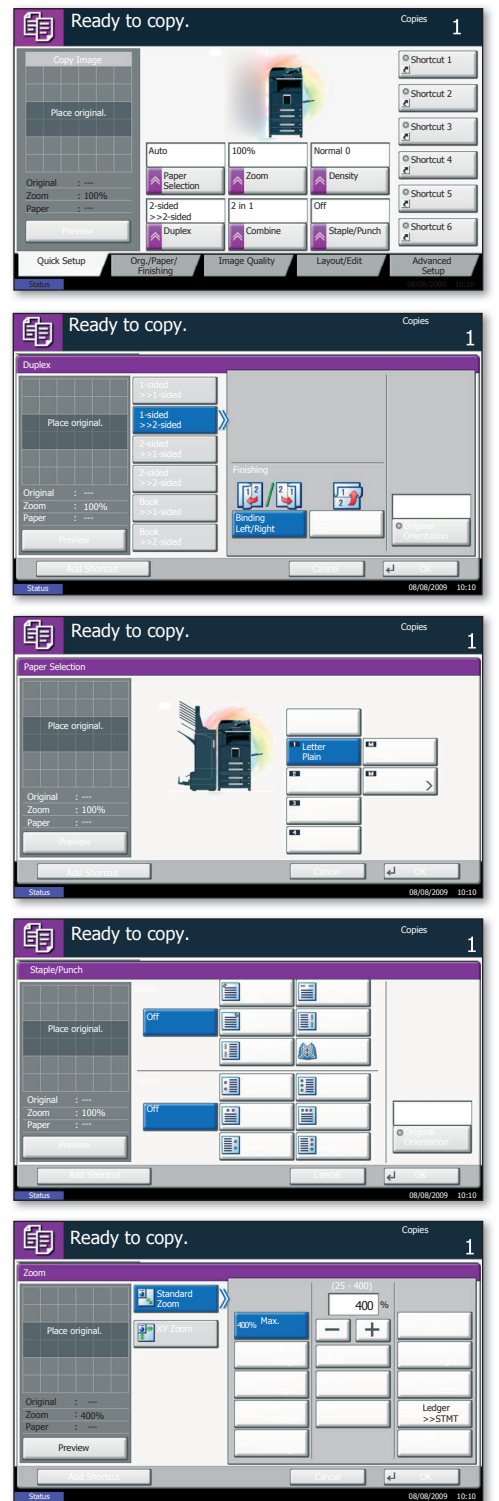 Ready to copy.
Copies
1
Copy Image
Place original.
Original : ---
Zoom : 100%
Paper : ---
Preview
Auto
Paper
Selection
100%
Zoom
Normal 0
Density
2-sided
>>2-sided
Duplex
2 in 1
Combine
Off
Staple/Punch
Shortcut 1
Shortcut 2
Shortcut 3
Shortcut 4
Shortcut 5
Shortcut 6
Quick Setup
Org./Paper/
Finishing
Image Quality
Layout/Edit
Advanced
Setup
Status
08/08/2009 10:10
Ready to copy.
Copies
1
Duplex
Place original.
Original : ---
Zoom : 100%
Paper : ---
Preview
1-sided
>>1-sided
1-sided
>>2-sided
2-sided
>>1-sided
2-sided
>>2-sided
Book
>>1-sided
Book
>>2-sided
Finishing
Binding
Left/Right
Original
Orientation
Add Shortcut
Cancel
OK
Status
08/08/2009 10:10
Ready to copy.
Copies
1
Paper Selection
Place original.
Original : ---
Zoom : 100%
Paper : ---
Preview
1 Letter
Plain
2
3
4
M
M
Add Shortcut
Cancel
OK
Status
08/08/2009 10:10
Ready to copy.
Copies
1
Staple/Punch
Place original.
Original : ---
Zoom : 100%
Paper : ---
Preview
Off
Off
Original
Orientation
Add Shortcut
Cancel
OK
Status
08/08/2009 10:10
Ready to copy.
Copies
1
Zoom
Place original.
Original : ---
Zoom : 400%
Paper : ---
Preview
Standard
Zoom
XY Zoom
400% Max.
(25 - 400)
400 %
Ledger
>>STMT
Add Shortcut
Cancel
OK
Status
08/08/2009 10:10